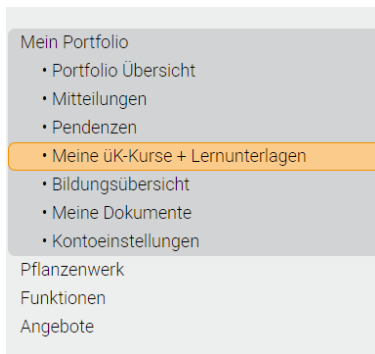 Mein Portfolio
• Portfolio Übersicht
• Mitteilungen
• Pendenzen
• Meine üK-Kurse + Lernunterlagen
• Bildungsübersicht
• Meine Dokumente
• Kontoeinstellungen
Pflanzenwerk
Funktionen
Angebote